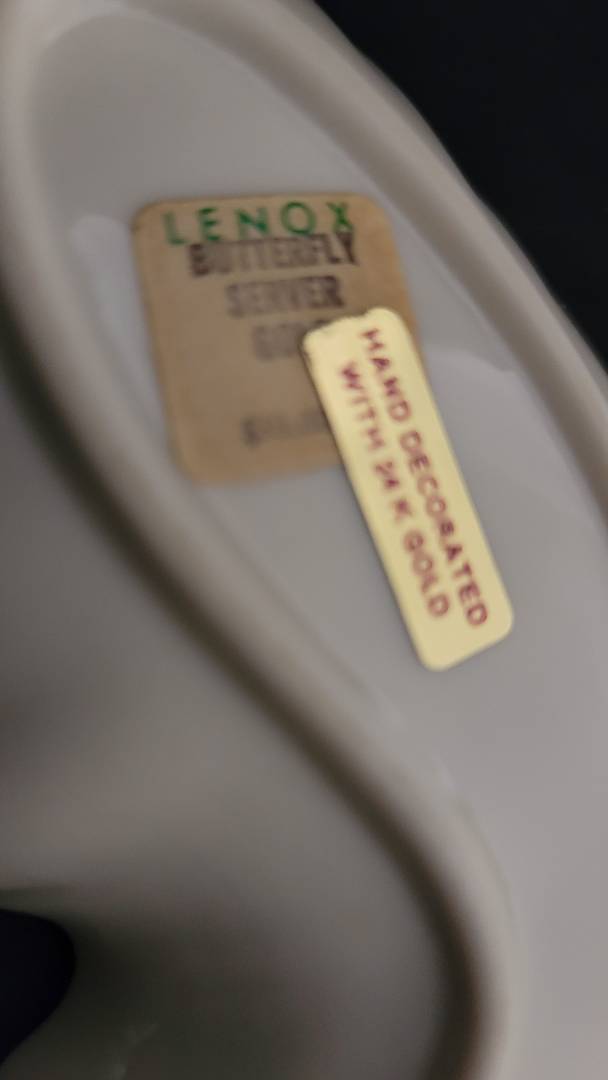 LENOX
BUTTERFLY
SERVER
HAND DECORATED
WITH 24 K GOLD